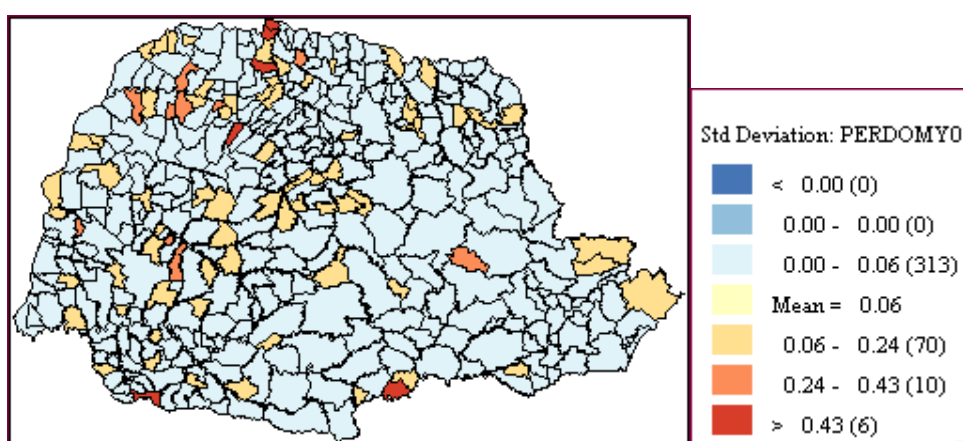 Std Deviation: PERDOMY0
< 0.00 (0)
0.00 - 0.00 (0)
0.00 - 0.06 (313)
Mean = 0.06
0.06 - 0.24 (70)
0.24 - 0.43 (10)
> 0.43 (6)